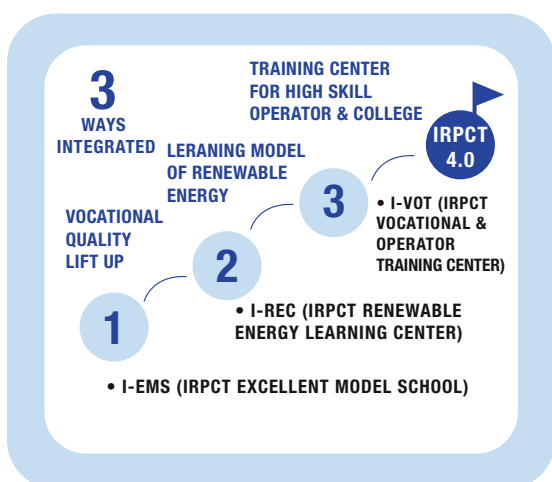 3
WAYS
INTEGRATED
TRAINING CENTER
FOR HIGH SKILL
OPERATOR & COLLEGE
IRPCT
4.0
LERANING MODEL
OF RENEWABLE
ENERGY
3
• I-VOT (IRPCT
VOCATIONAL &
OPERATOR
TRAINING CENTER)
VOCATIONAL
QUALITY
LIFT UP
2
• I-REC (IRPCT RENEWABLE
ENERGY LEARNING CENTER)
1
• I-EMS (IRPCT EXCELLENT MODEL SCHOOL)